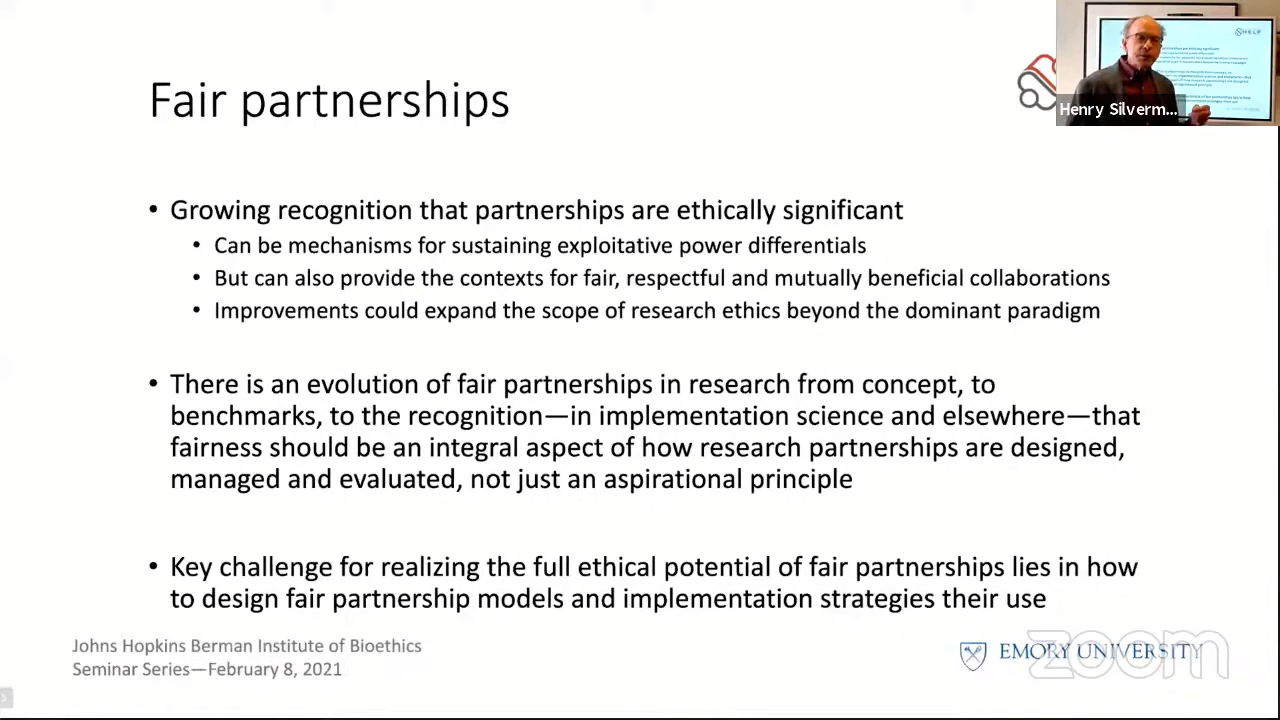 Fair partnerships
Henry Silverm...
HELP
• Growing recognition that partnerships are ethically significant
• Can be mechanisms for sustaining exploitative power differentials
• But can also provide the contexts for fair, respectful and mutually beneficial collaborations
• Improvements could expand the scope of research ethics beyond the dominant paradigm
• There is an evolution of fair partnerships in research from concept, to
benchmarks, to the recognition—in implementation science and elsewhere—that
fairness should be an integral aspect of how research partnerships are designed,
managed and evaluated, not just an aspirational principle
• Key challenge for realizing the full ethical potential of fair partnerships lies in how
to design fair partnership models and implementation strategies their use
Johns Hopkins Berman Institute of Bioethics
Seminar Series—February 8, 2021
EMORY UNIVERSITY
zoom